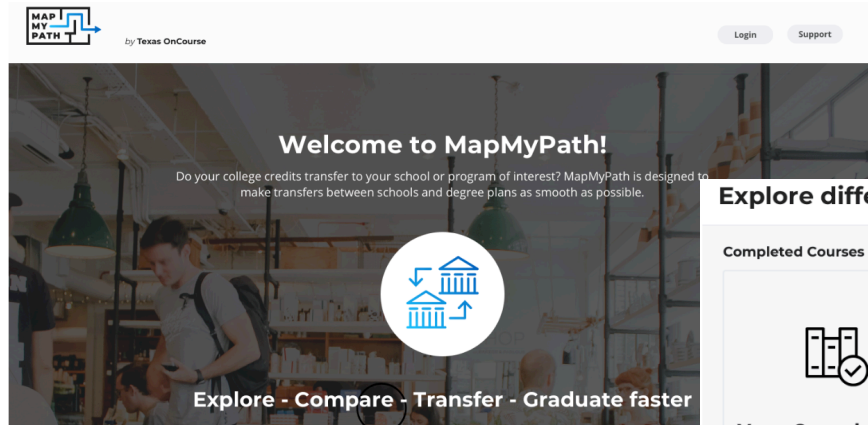 MAP
MY
PATH
by Texas OnCourse
Login
Support
Welcome to MapMyPath!
Do your college credits transfer to your school or program of interest? MapMyPath is designed to
make transfers between schools and degree plans as smooth as possible.
Explore - Compare - Transfer - Graduate faster
Explore diffe
Completed Courses